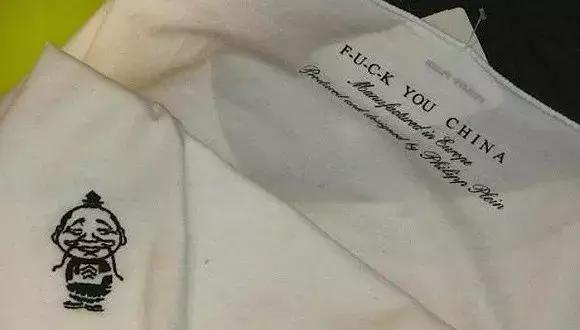 F-U-C-K YOU CHINA
Manufactured in Europe
Produced and designed by Philipp Plein